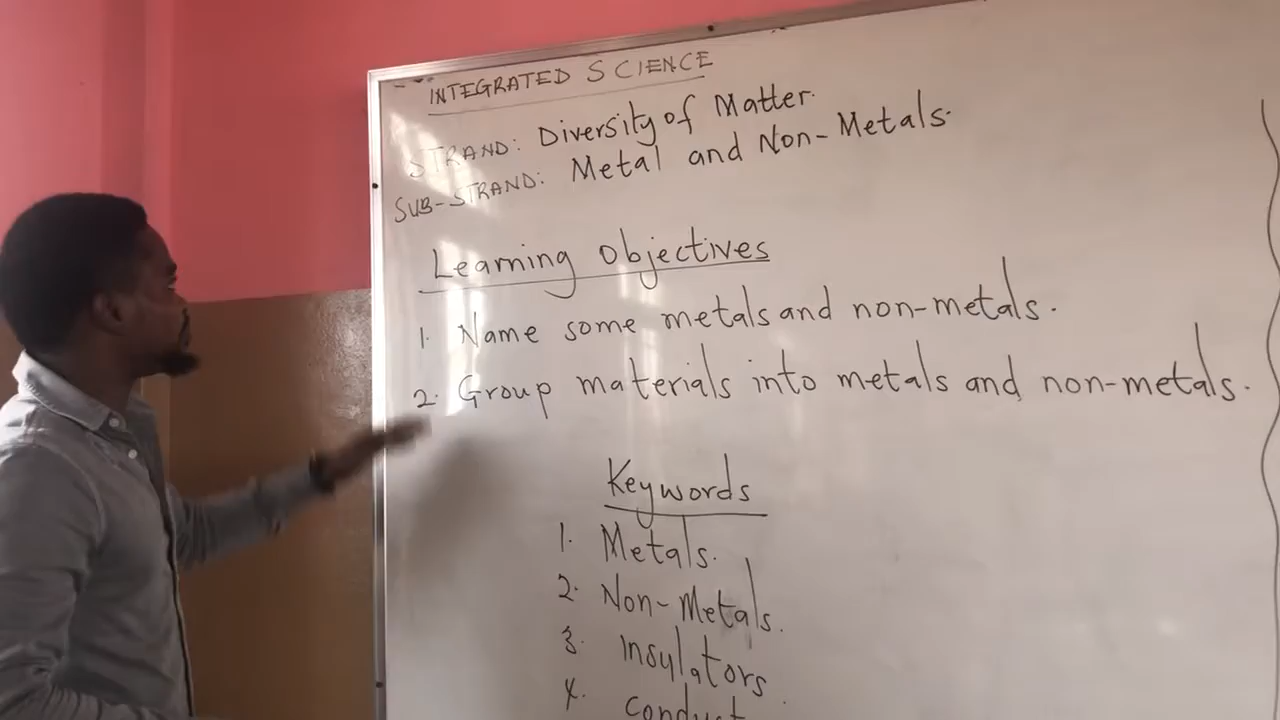 INTEGRATED SCIENCE
STRAND: Diversity of Matter.
SUB-STRAND: Metal and Non-Metals.
Learning Objectives
1. Name some metals and non-metals.
2. Group materials into metals and non-metals.
Keywords
1. Metals.
2. Non-Metals.
3. Insulators.
4.